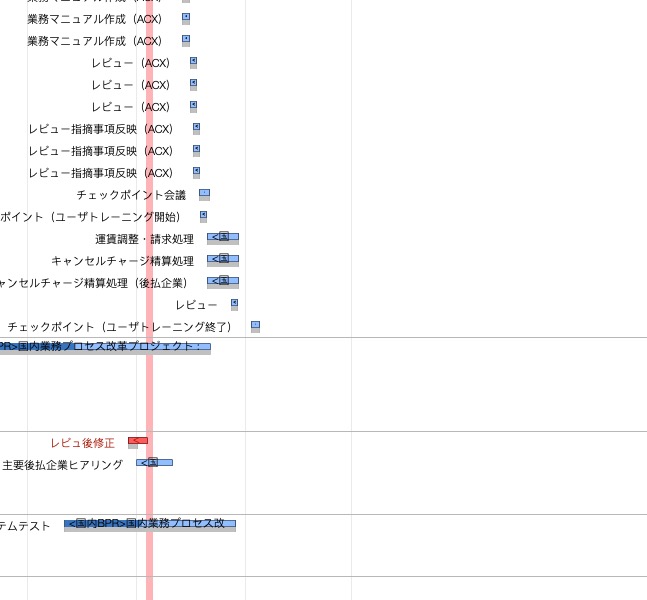 業務マニュアル作成（ACX）
業務マニュアル作成（ACX）
レビュー（ACX）
レビュー（ACX）
レビュー（ACX）
レビュー指摘事項反映（ACX）
レビュー指摘事項反映（ACX）
レビュー指摘事項反映（ACX）
チェックポイント会議
ポイント（ユーザトレーニング開始）
運賃調整・請求処理 <国
キャンセルチャージ精算処理 <国
ャンセルチャージ精算処理（後払企業） <国
レビュー
チェックポイント（ユーザトレーニング終了）
PR>国内業務プロセス改革プロジェクト：
レビュ後修正 <
主要後払企業ヒアリング <国
テムテスト <国内BPR>国内業務プロセス改